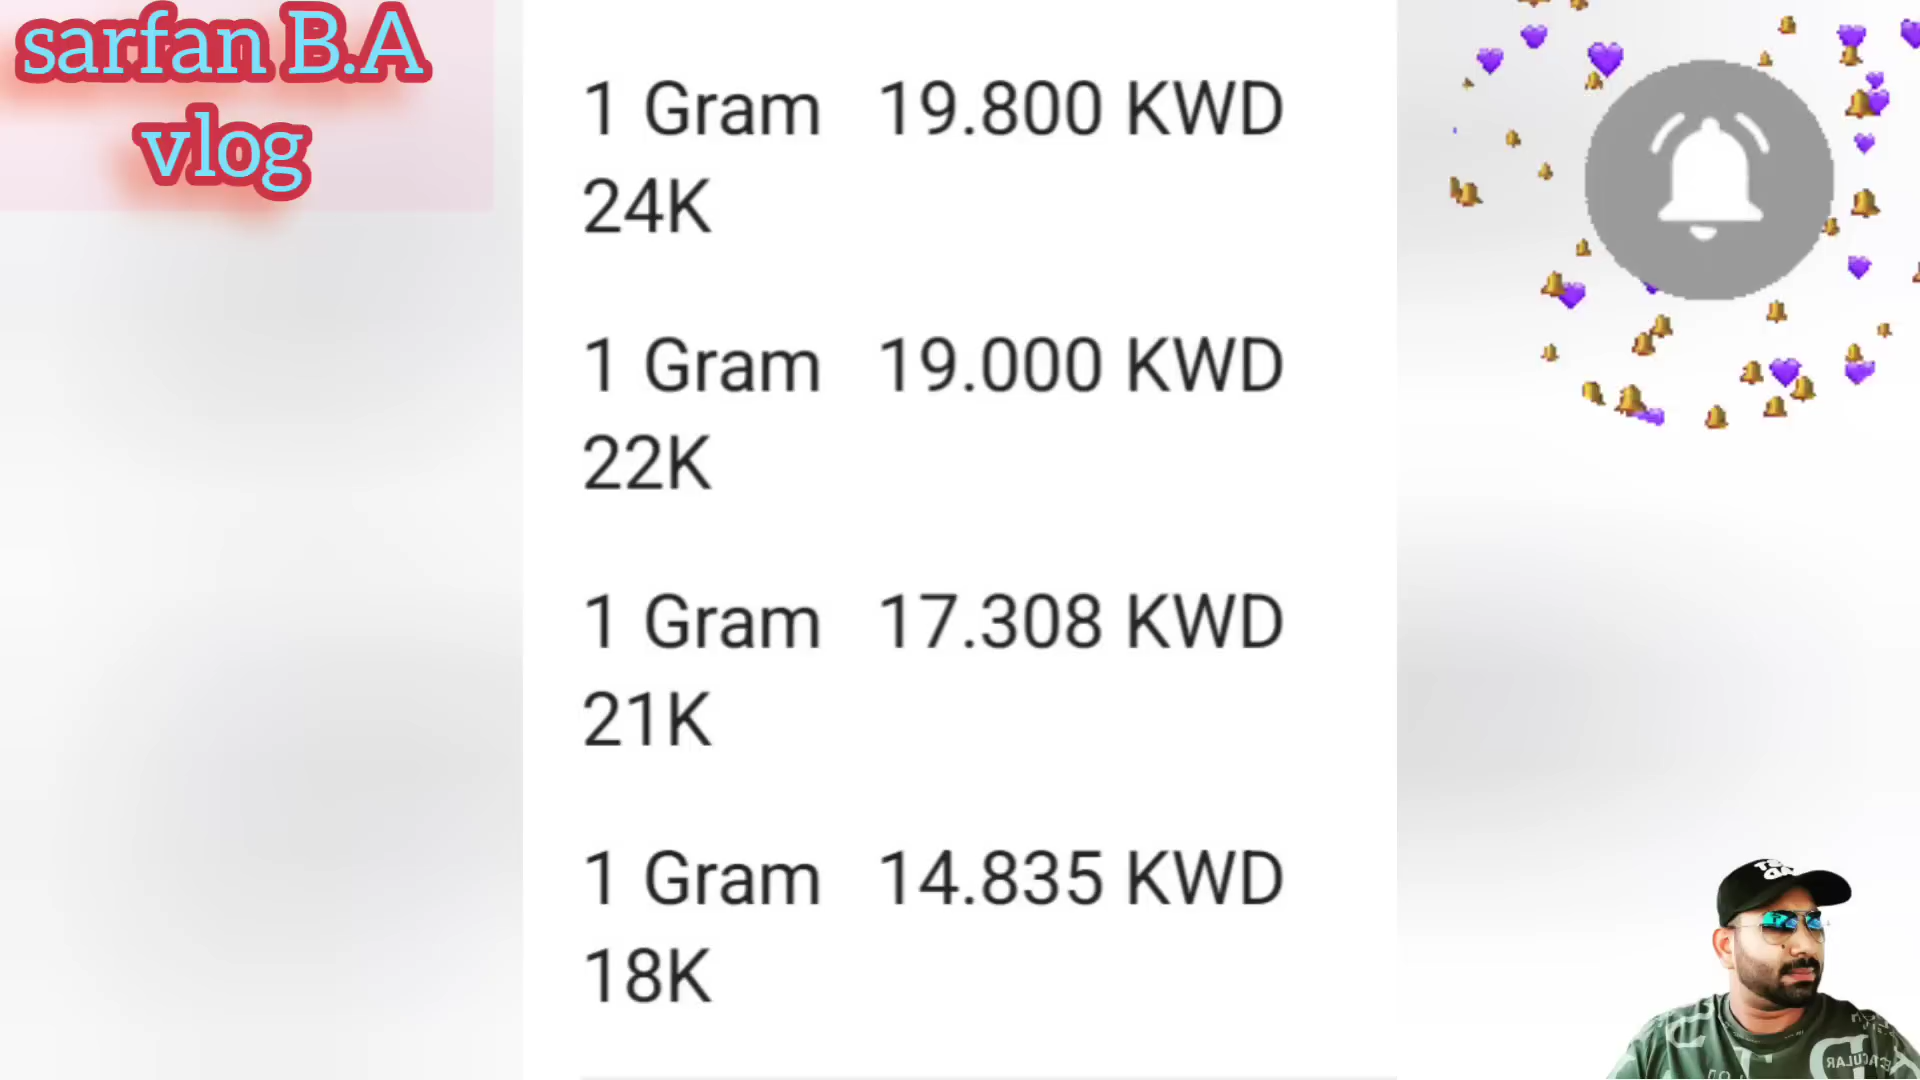 sarfan B.A
vlog
1 Gram 19.800 KWD
24K
1 Gram 19.000 KWD
22K
1 Gram 17.308 KWD
21K
1 Gram 14.835 KWD
18K